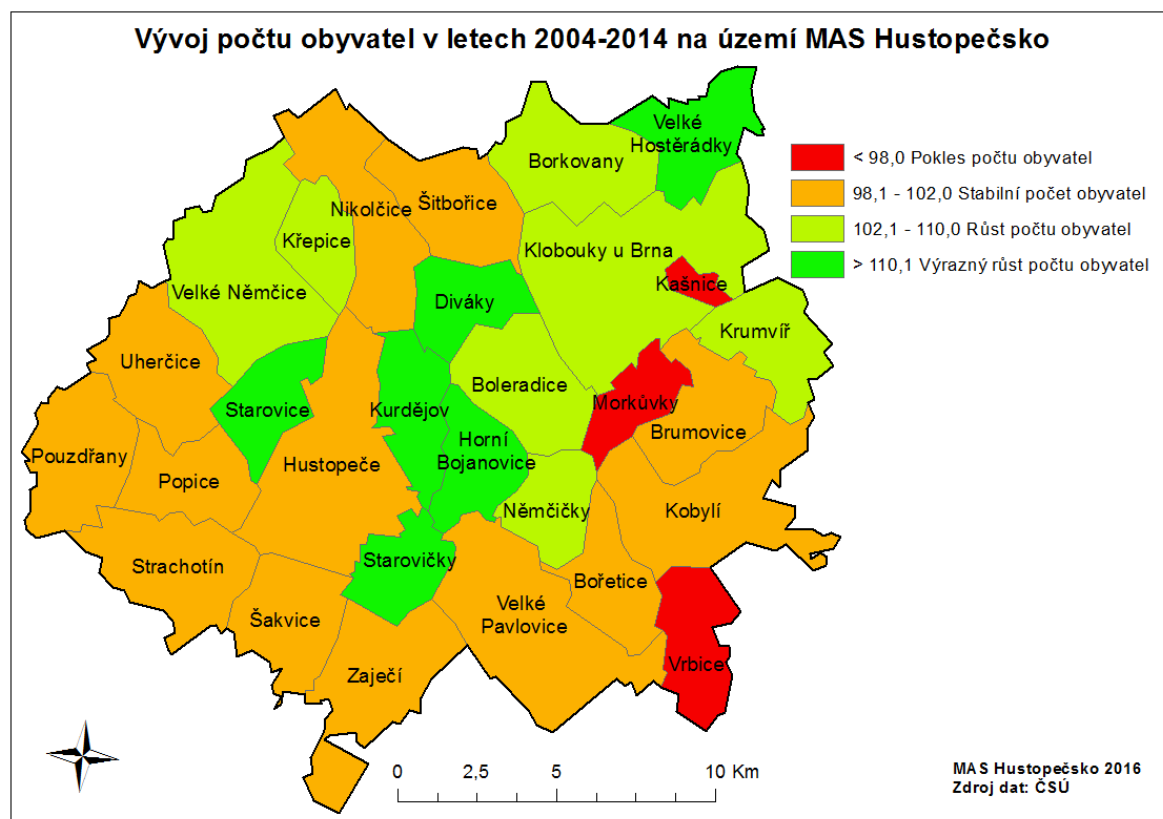 Vývoj počtu obyvatel v letech 2004-2014 na území MAS Hustopečsko
Velké
Hostěrádky
Borkovany
< 98,0 Pokles počtu obyvatel
98,1 - 102,0 Stabilní počet obyvatel
102,1 - 110,0 Růst počtu obyvatel
> 110,1 Výrazný růst počtu obyvatel
Nikolčice
Šitbořice
Křepice
Klobouky u Brna
Kašnice
Velké Němčice
Diváky
Krumvíř
Uherčice
Boleradice
Morkůvky
Starovice
Kurdějov
Brumovice
Horní
Bojanovice
Pouzdřany
Popice
Hustopeče
Němčičky
Kobylí
Strachotín
Starovičky
Bořetice
Šakvice
Velké
Pavlovice
Vrbice
Zaječí
0 2,5 5 10 Km
MAS Hustopečsko 2016
Zdroj dat: ČSÚ